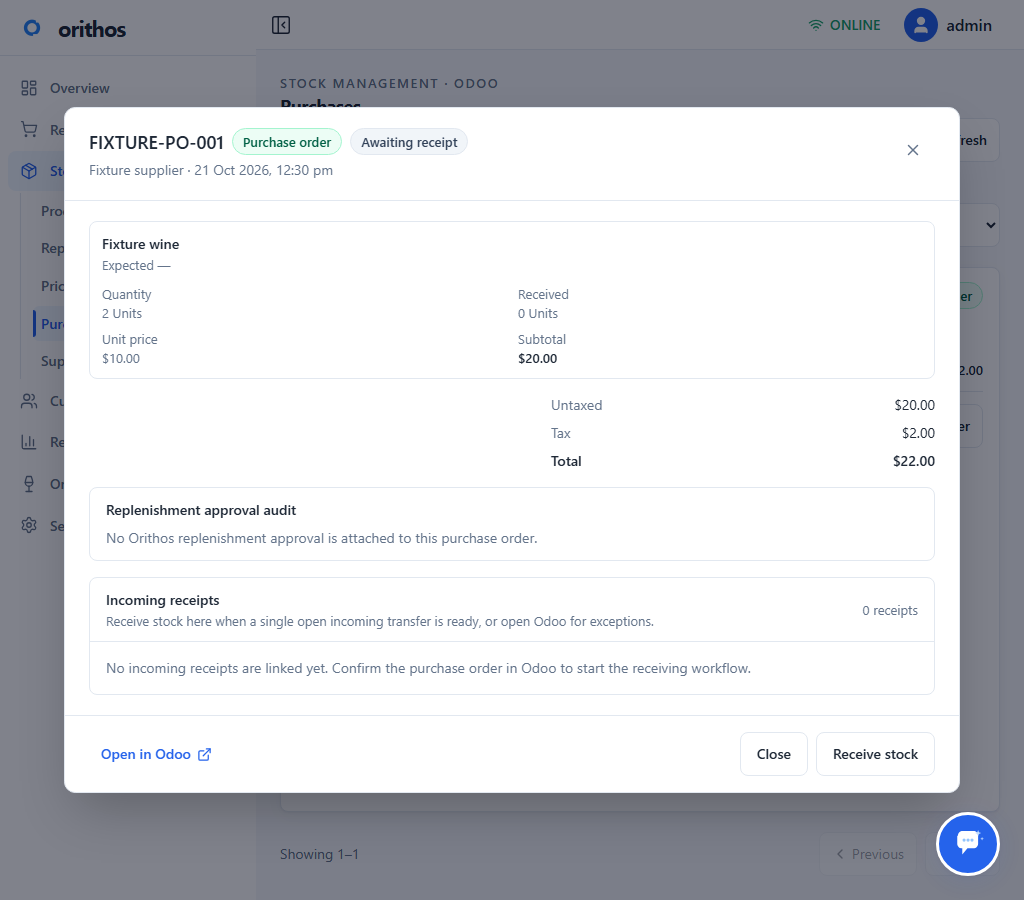 orithos
ONLINE
admin
Overview
STOCK MANAGEMENT · ODOO
Purchases
FIXTURE-PO-001 Purchase order Awaiting receipt
Fixture supplier · 21 Oct 2026, 12:30 pm
Fixture wine
Expected —
Quantity Received
2 Units 0 Units
Unit price Subtotal
$10.00 $20.00
Untaxed $20.00
Tax $2.00
Total $22.00
Replenishment approval audit
No Orithos replenishment approval is attached to this purchase order.
Incoming receipts
0 receipts
Receive stock here when a single open incoming transfer is ready, or open Odoo for exceptions.
No incoming receipts are linked yet. Confirm the purchase order in Odoo to start the receiving workflow.
Open in Odoo Close Receive stock
Showing 1–1 Previous